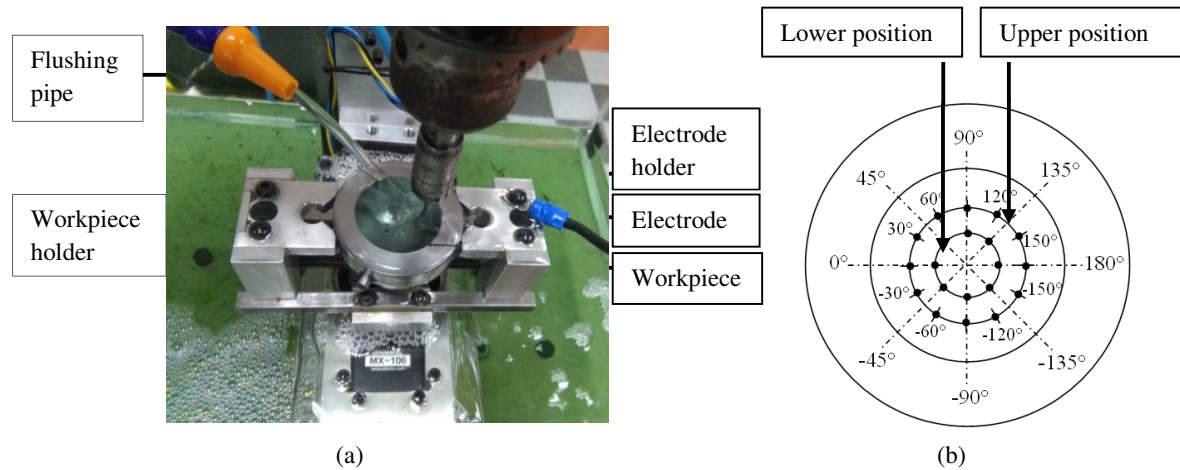 Flushing
pipe
Workpiece
holder
MX-106
Electrode
holder
Electrode
Workpiece
(a)
Lower position
Upper position
90°
45°
135°
60°
120°
30°
150°
0°
180°
-30°
-150°
-60°
-120°
-45°
-135°
-90°
(b)